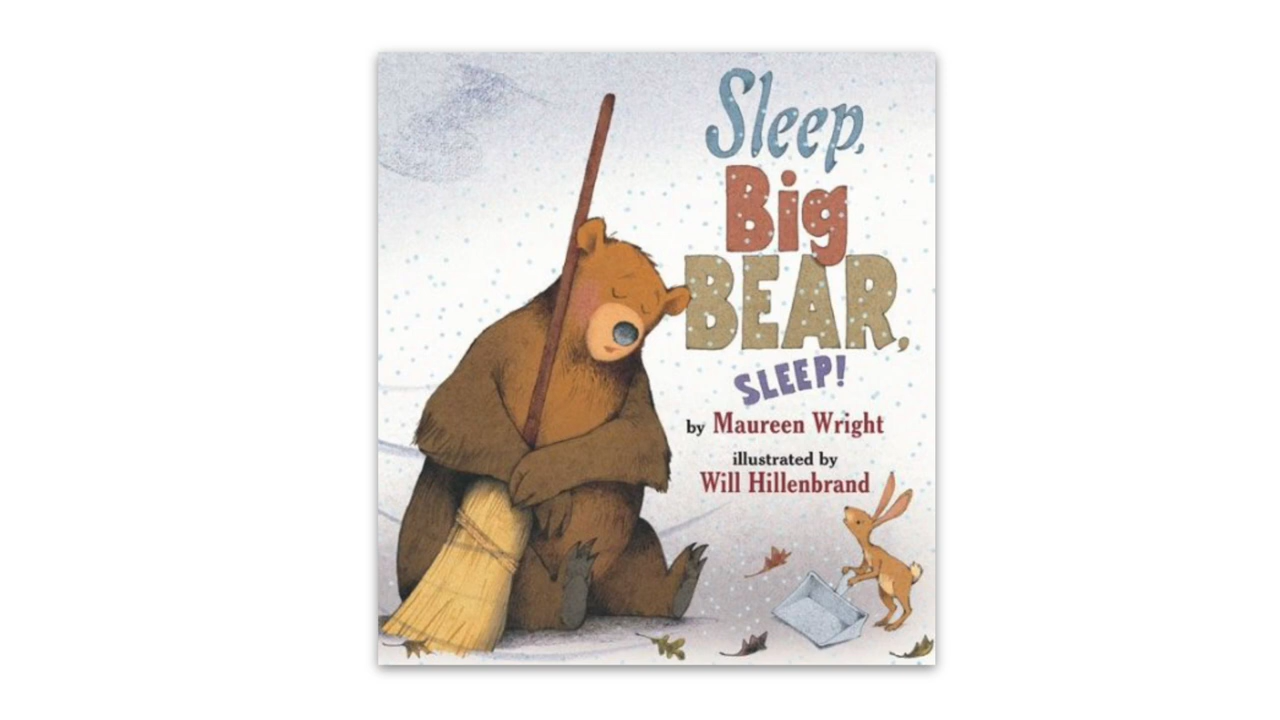 Sleep,
Big
BEAR,
SLEEP!
by Maureen Wright
illustrated by
Will Hillenbrand